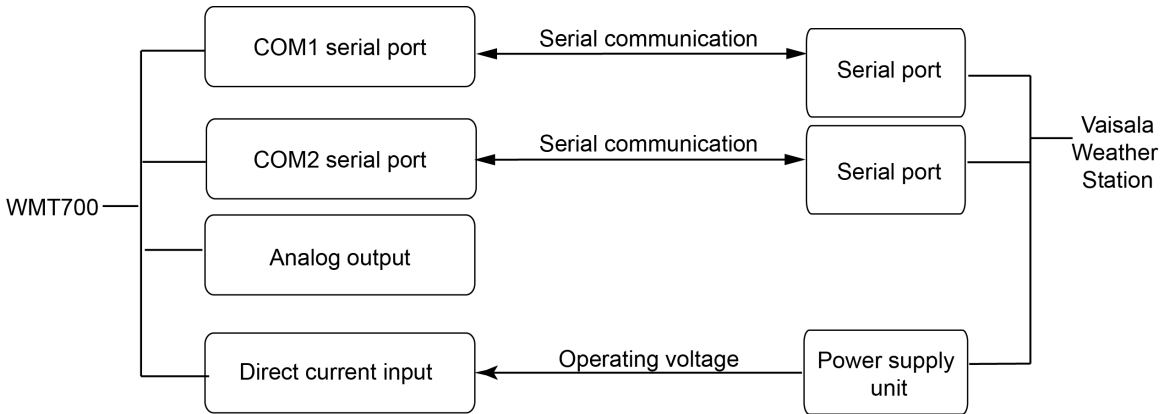 COM1 serial port
Serial communication
Serial port
COM2 serial port
Serial communication
Serial port
Vaisala
Weather
Station
WMT700
Analog output
Direct current input
Operating voltage
Power supply
unit